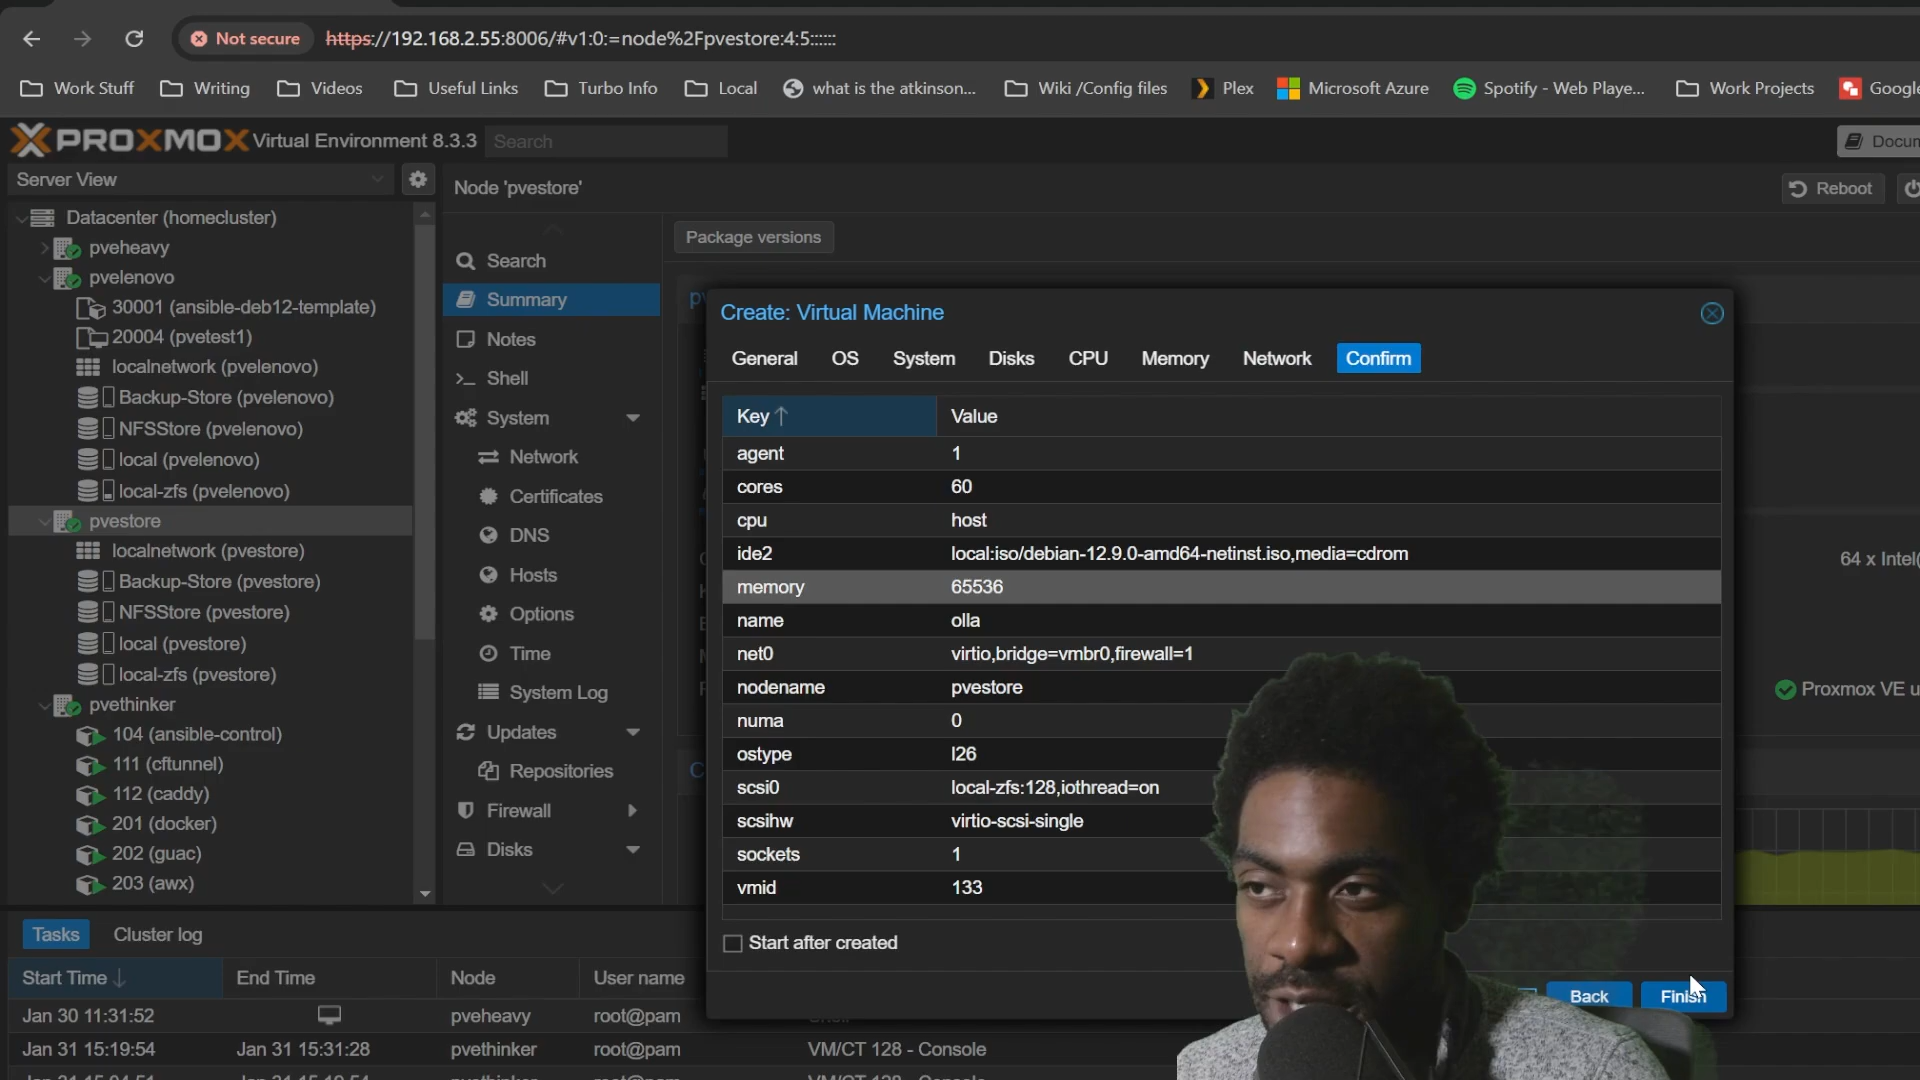 Not secure https://192.168.2.55:8006/#v1:0:=node%2Fpvestore:4:5::::::
Work Stuff Writing Videos Useful Links Turbo Info Local what is the atkinson... Wiki /Config files Plex Microsoft Azure Spotify - Web Playe... Work Projects Google
PROXMOX Virtual Environment 8.3.3 Search Docum
Server View
Node 'pvestore' Reboot
Datacenter (homecluster)
pveheavy
pvelenovo
30001 (ansible-deb12-template)
20004 (pvetest1)
localnetwork (pvelenovo)
Backup-Store (pvelenovo)
NFSStore (pvelenovo)
local (pvelenovo)
local-zfs (pvelenovo)
pvestore
localnetwork (pvestore)
Backup-Store (pvestore)
NFSStore (pvestore)
local (pvestore)
local-zfs (pvestore)
pvethinker
104 (ansible-control)
111 (cftunnel)
112 (caddy)
201 (docker)
202 (guac)
203 (awx)
Search
Summary
Notes
Shell
System
Network
Certificates
DNS
Hosts
Options
Time
System Log
Updates
Repositories
Firewall
Disks
Package versions
64 x Intel(
Proxmox VE u
Create: Virtual Machine
General OS System Disks CPU Memory Network Confirm
Key Value
agent 1
cores 60
cpu host
ide2 local:iso/debian-12.9.0-amd64-netinst.iso,media=cdrom
memory 65536
name olla
net0 virtio,bridge=vmbr0,firewall=1
nodename pvestore
numa 0
ostype l26
scsi0 local-zfs:128,iothread=on
scsihw virtio-scsi-single
sockets 1
vmid 133
Start after created
Back Finish
Tasks Cluster log
Start Time End Time Node User name
Jan 30 11:31:52 pveheavy root@pam
Jan 31 15:19:54 Jan 31 15:31:28 pvethinker root@pam VM/CT 128 - Console